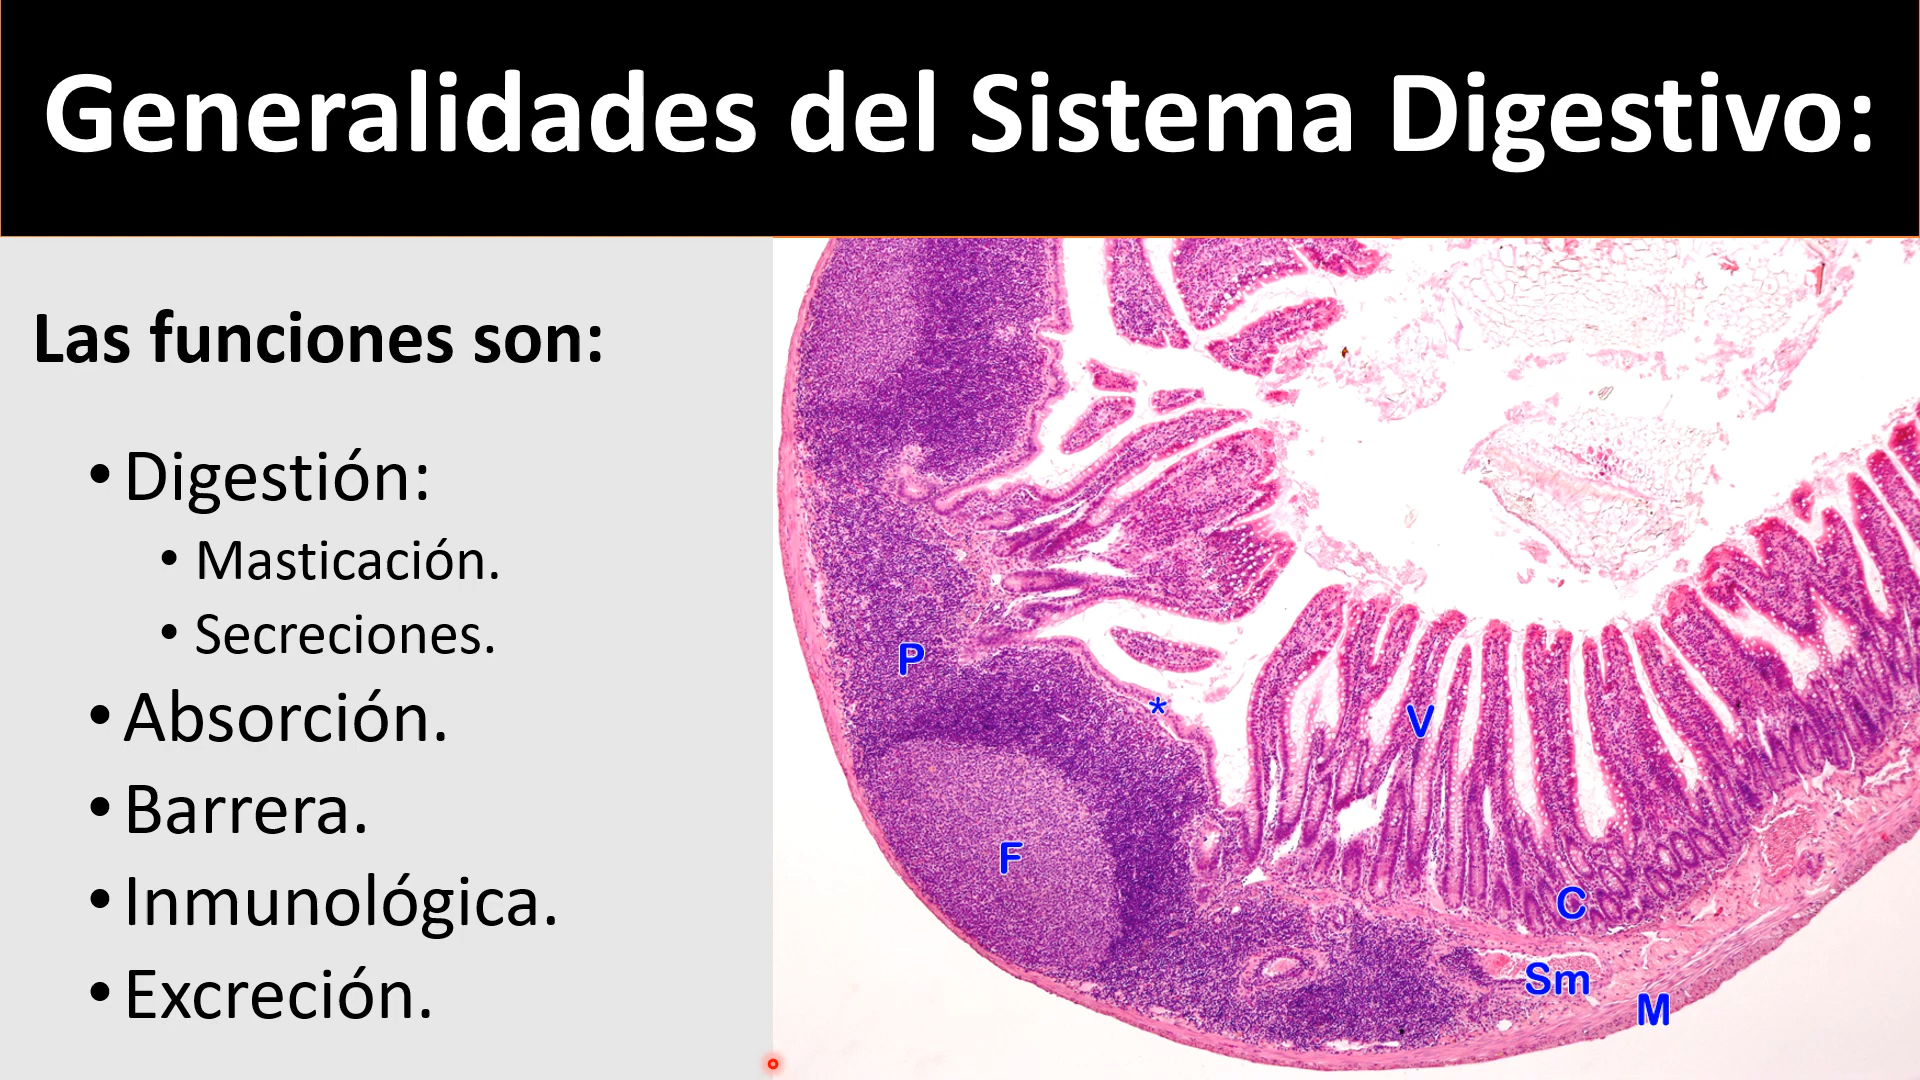 Generalidades del Sistema Digestivo:
Las funciones son:
• Digestión:
• Masticación.
• Secreciones.
• Absorción.
• Barrera.
• Inmunológica.
• Excreción.
P
*
V
F
C
Sm
M